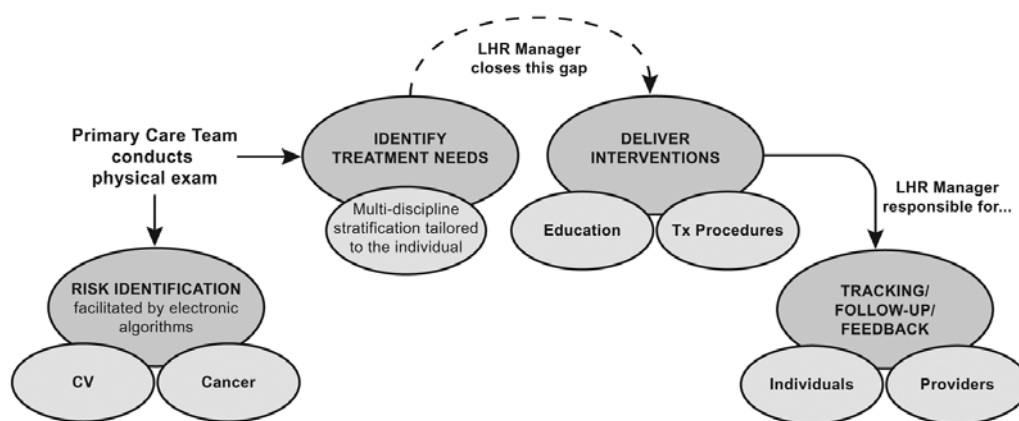 LHR Manager
closes this gap
Primary Care Team
conducts
physical exam
IDENTIFY
TREATMENT NEEDS
Multi-discipline
stratification tailored
to the individual
DELIVER
INTERVENTIONS
Education
Tx Procedures
LHR Manager
responsible for...
RISK IDENTIFICATION
facilitated by electronic
algorithms
CV
Cancer
TRACKING/
FOLLOW-UP/
FEEDBACK
Individuals
Providers